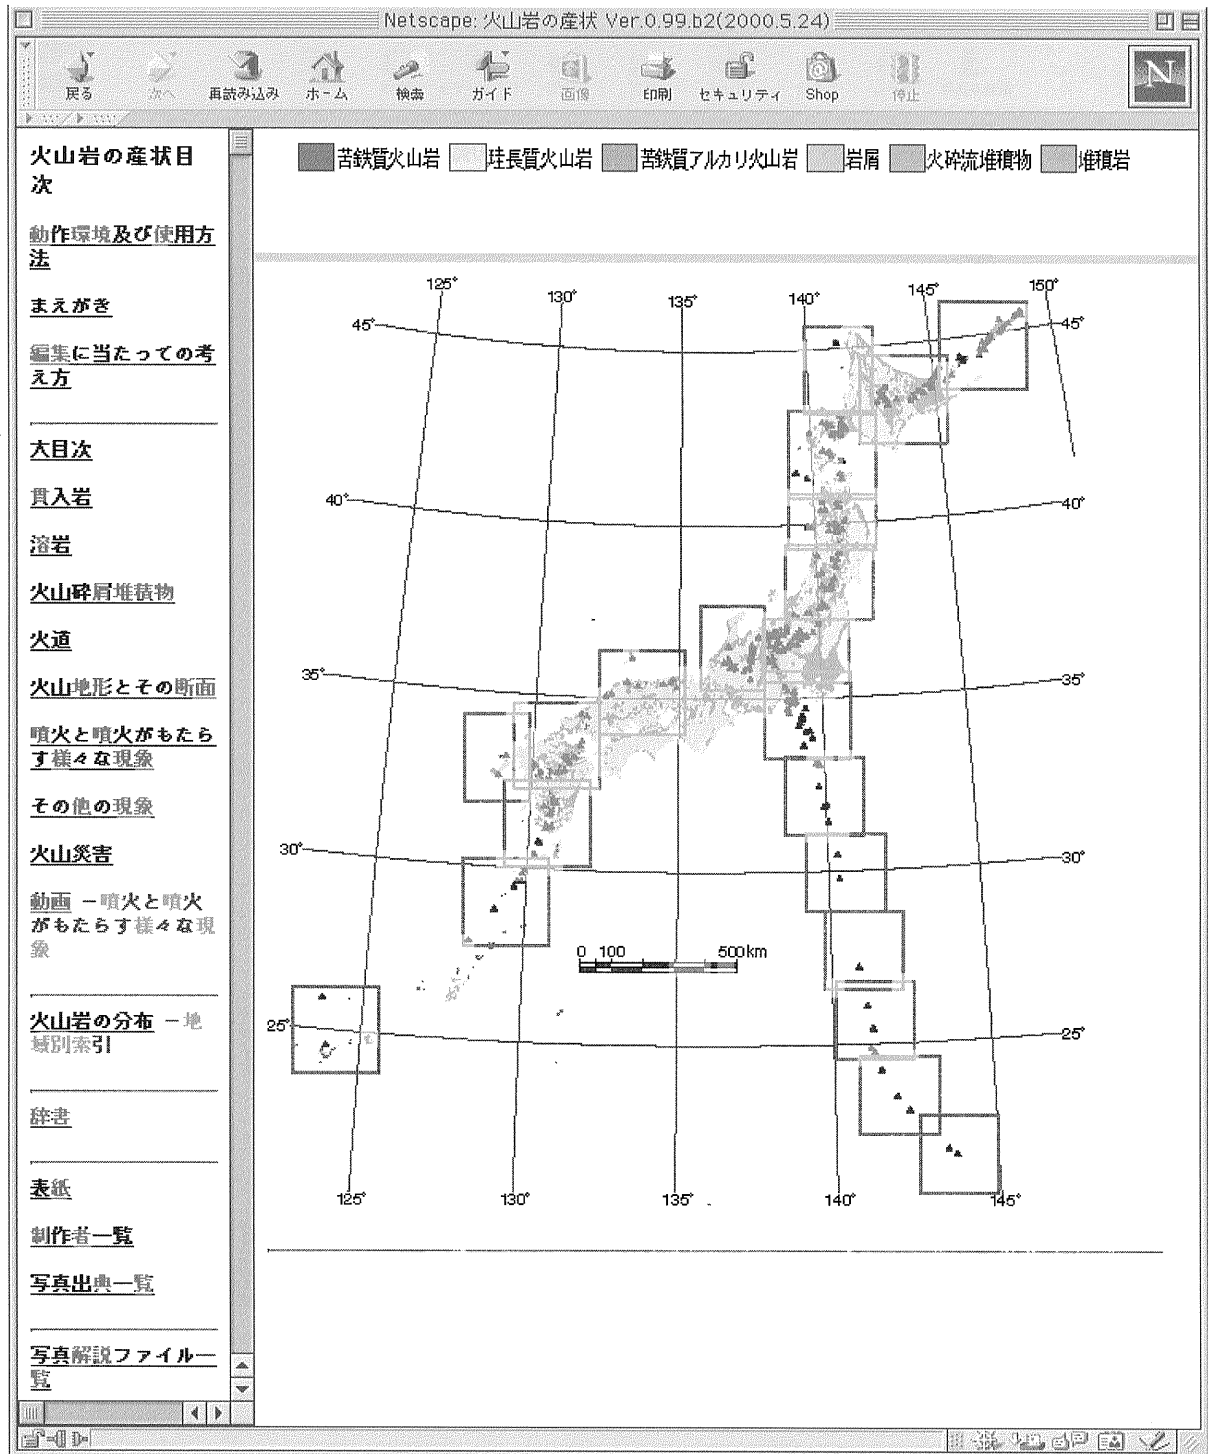 Netscape: 火山岩の産状 Ver.0.99.b2(2000.5.24)
戻る 次へ 再読み込み ホーム 検索 ガイド 画像 印刷 セキュリティ Shop 停止
N
火山岩の産状目
次
動作環境及び使用方
法
まえがき
編集に当たっての考
え方
大目次
貫入岩
溶岩
火山砕屑堆積物
火道
火山地形とその断面
噴火と噴火がもたら
す様々な現象
その他の現象
火山災害
動画 －噴火と噴火
がもたらす様々な現
象
火山岩の分布 －地
域別索引
辞書
表紙
制作者一覧
写真出典一覧
写真解説ファイル一
覧
苦鉄質火山岩 珪長質火山岩 苦鉄質アルカリ火山岩 岩屑 火砕流堆積物 堆積岩
125° 130° 135° 140° 145° 150°
45° 45°
40° 40°
35° 35°
30° 30°
0 100 500km
25° 25°
125° 130° 135° 140° 145°